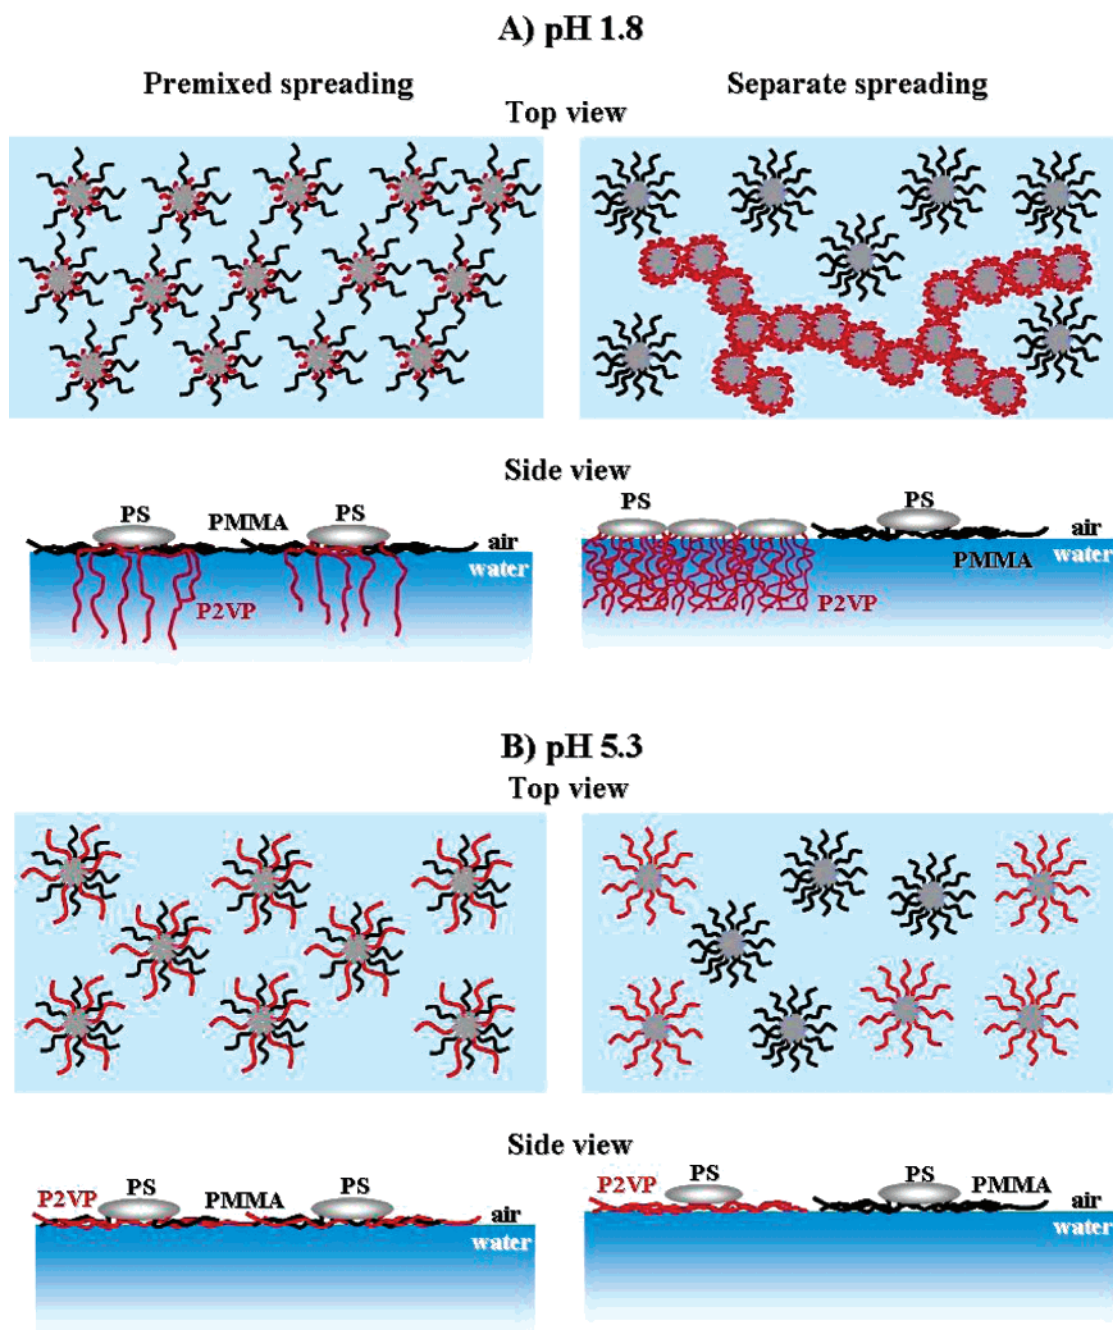 A) pH 1.8
Premixed spreading
Separate spreading
Top view
Side view
PS
PMMA
PS
air
water
P2VP
PS
PS
air
water
PMMA
P2VP
B) pH 5.3
Top view
Side view
P2VP
PS
PMMA
PS
air
water
P2VP
PS
PS
PMMA
air
water